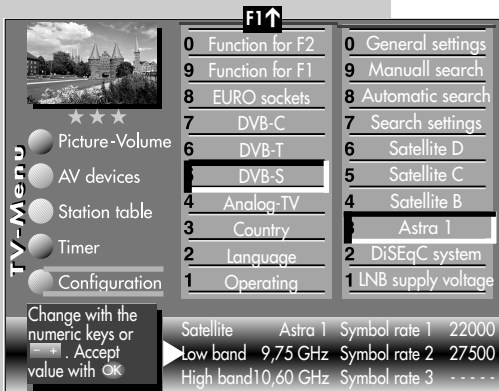 F1↑
0 Function for F2
9 Function for F1
8 EURO sockets
7 DVB-C
6 DVB-T
DVB-S
4 Analog-TV
3 Country
2 Language
1 Operating
0 General settings
9 Manuall search
8 Automatic search
7 Search settings
6 Satellite D
5 Satellite C
4 Satellite B
Astra 1
2 DiSEqC system
1 LNB supply voltage
TV-Menu
Picture-Volume
AV devices
Station table
Timer
Configuration
Change with the
numeric keys or
- + . Accept
value with OK
Satellite Astra 1 Symbol rate 1 22000
Low band 9,75 GHz Symbol rate 2 27500
High band 10,60 GHz Symbol rate 3 - - - - -